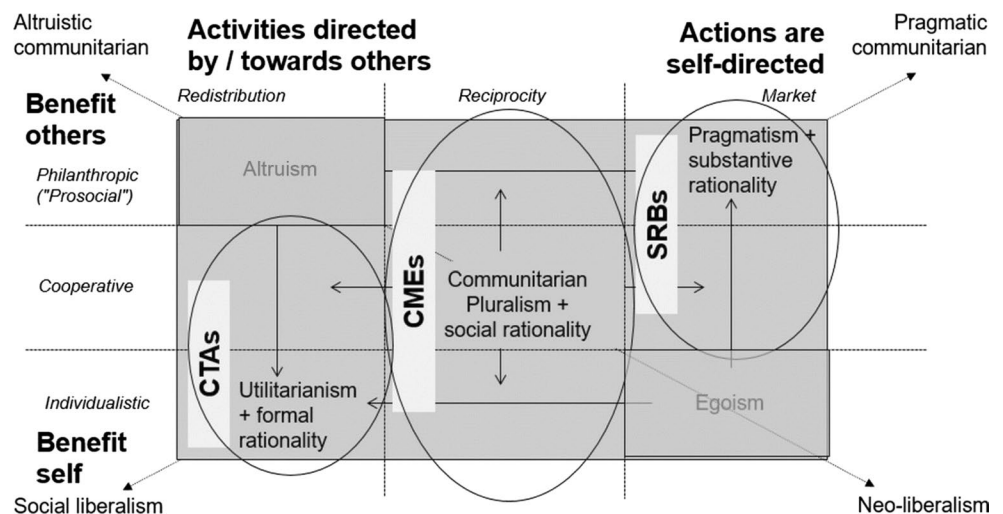 Altruistic
communitarian
Activities directed
by / towards others
Actions are
self-directed
Pragmatic
communitarian
Benefit
others
Redistribution
Reciprocity
Market
Philanthropic
("Prosocial")
Altruism
Pragmatism +
substantive
rationality
SRBs
Cooperative
CMEs
Communitarian
Pluralism +
social rationality
CTAs
Utilitarianism
+ formal
rationality
Individualistic
Egoism
Benefit
self
Social liberalism
Neo-liberalism